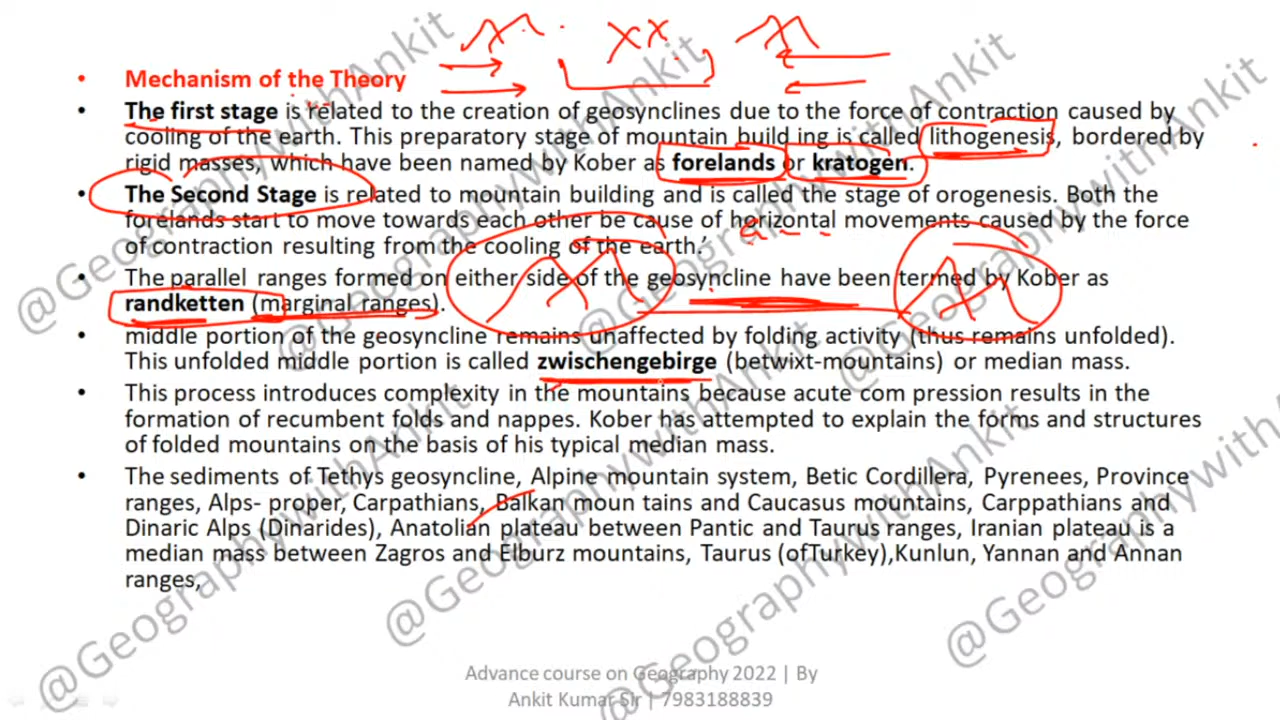 • Mechanism of the Theory
• The first stage is related to the creation of geosynclines due to the force of contraction caused by
cooling of the earth. This preparatory stage of mountain build ing is called lithogenesis, bordered by
rigid masses, which have been named by Kober as forelands or kratogen.
• The Second Stage is related to mountain building and is called the stage of orogenesis. Both the
forelands start to move towards each other be cause of horizontal movements caused by the force
of contraction resulting from the cooling of the earth.'
• The parallel ranges formed on either side of the geosyncline have been termed by Kober as
randketten (marginal ranges).
• middle portion of the geosyncline remains unaffected by folding activity (thus remains unfolded).
This unfolded middle portion is called zwischengebirge (betwixt-mountains) or median mass.
• This process introduces complexity in the mountains because acute com pression results in the
formation of recumbent folds and nappes. Kober has attempted to explain the forms and structures
of folded mountains on the basis of his typical median mass.
• The sediments of Tethys geosyncline, Alpine mountain system, Betic Cordillera, Pyrenees, Province
ranges, Alps- proper, Carpathians, Balkan moun tains and Caucasus mountains, Carppathians and
Dinaric Alps (Dinarides), Anatolian plateau between Pantic and Taurus ranges, Iranian plateau is a
median mass between Zagros and Elburz mountains, Taurus (ofTurkey),Kunlun, Yannan and Annan
ranges,
Advance course on Geography 2022 | By
Ankit Kumar Sir | 7983188839
@GeographywithAnkit
@GeographywithAnkit
@GeographywithAnkit
@GeographywithAnkit
@GeographywithAnkit
@GeographywithAnkit
@GeographywithAnkit
@GeographywithAnkit